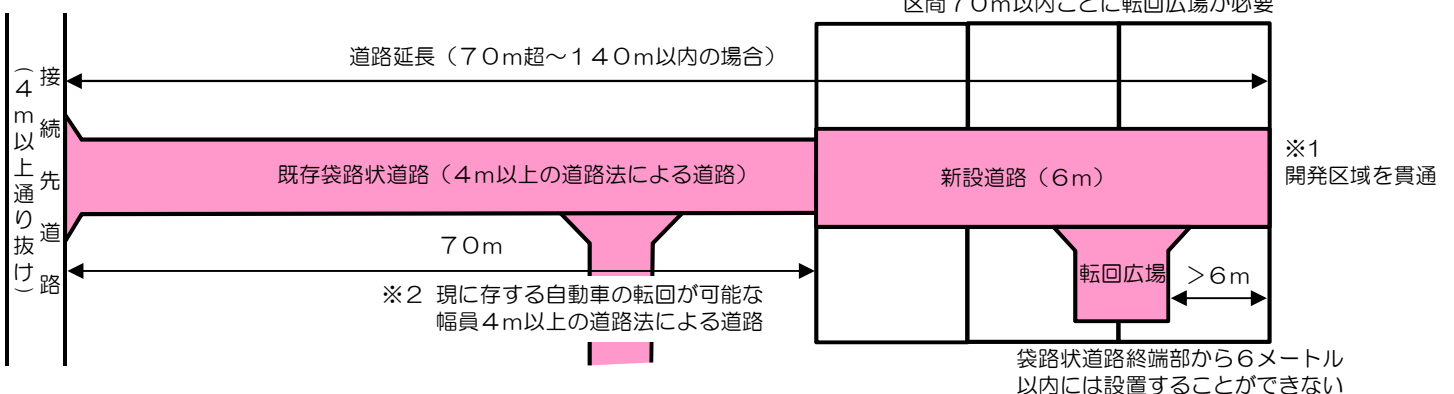 区間70m以内ごとに転回広場が必要
道路延長（70m超～140m以内の場合）
接続先道路
（4m以上通り抜け）
既存袋路状道路（4m以上の道路法による道路）
新設道路（6m）
※1
開発区域を貫通
70m
※2 現に存する自動車の転回が可能な
幅員4m以上の道路法による道路
転回広場
＞6m
袋路状道路終端部から6メートル
以内には設置することができない